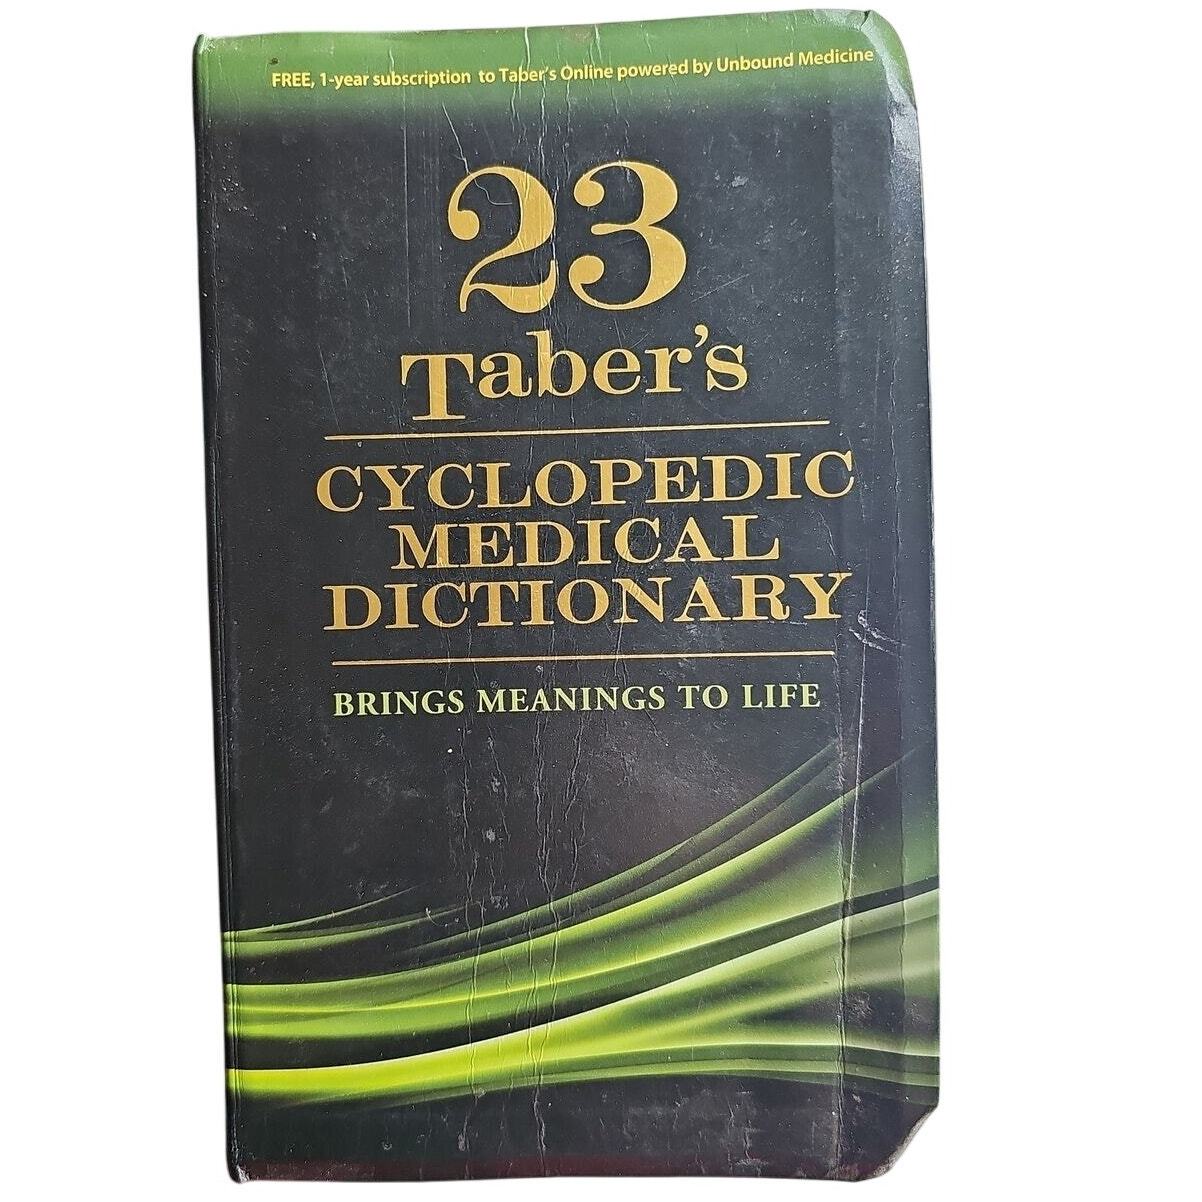 FREE, 1-year subscription to Taber's Online powered by Unbound Medicine
23
Taber's
CYCLOPEDIC
MEDICAL
DICTIONARY
BRINGS MEANINGS TO LIFE